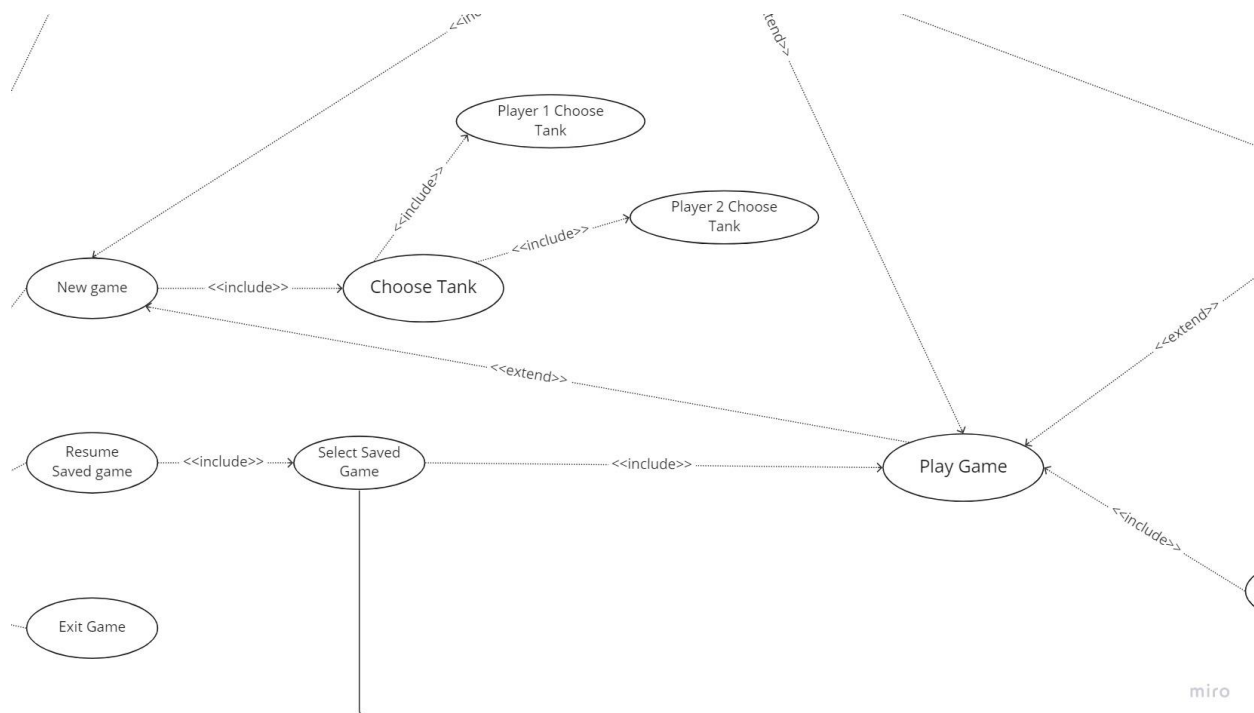 Player 1 Choose
Tank
<<include>>
Player 2 Choose
Tank
<<include>>
New game
<<include>>
Choose Tank
<<extend>>
<<extend>>
Resume
Saved game
<<include>>
Select Saved
Game
<<include>>
Play Game
<<include>>
Exit Game
miro